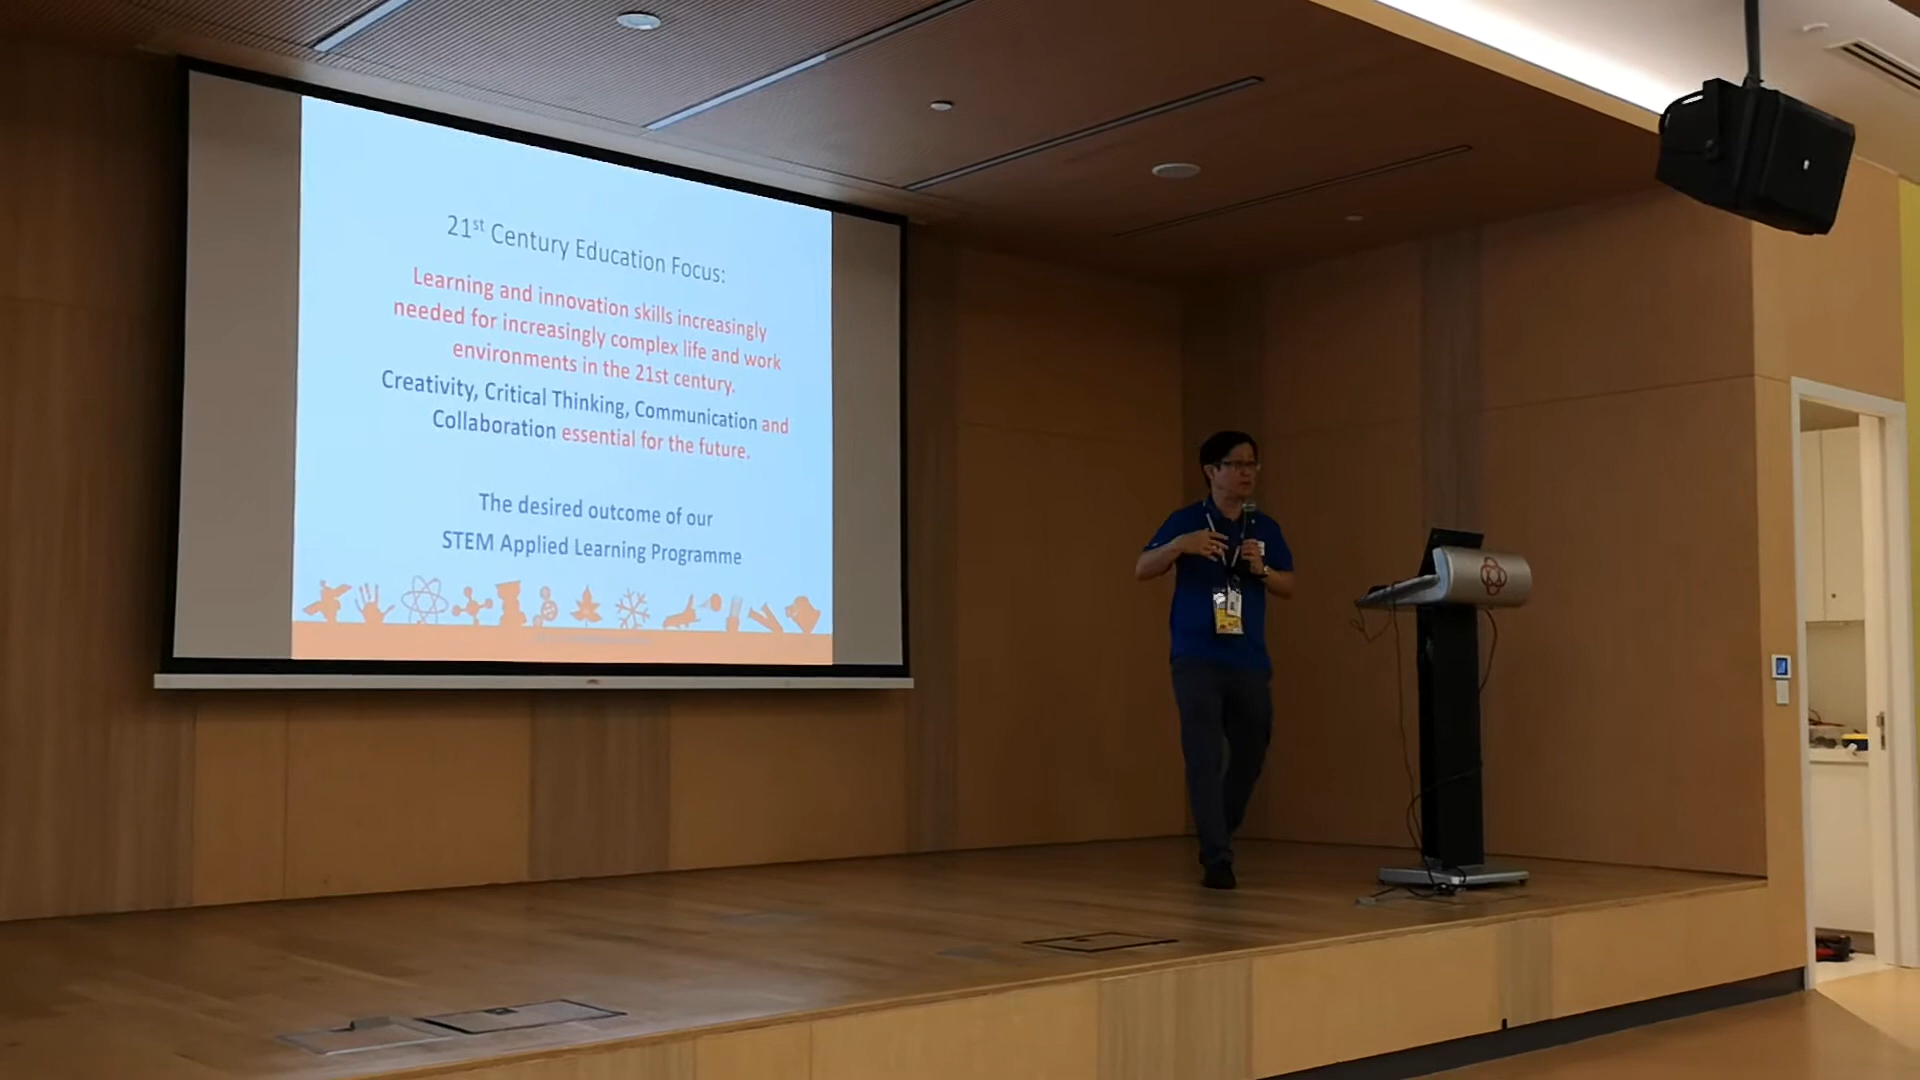 21st Century Education Focus:
Learning and innovation skills increasingly
needed for increasingly complex life and work
environments in the 21st century.
Creativity, Critical Thinking, Communication and
Collaboration essential for the future.
The desired outcome of our
STEM Applied Learning Programme